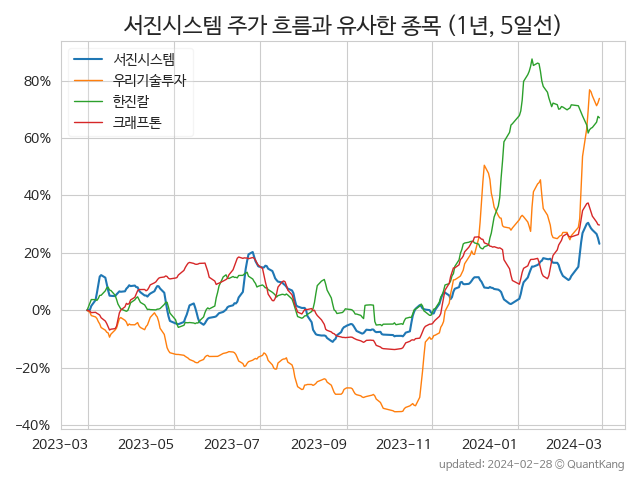 서진시스템 주가 흐름과 유사한 종목 (1년, 5일선)
서진시스템
우리기술투자
한진칼
크래프톤
80%
60%
40%
20%
0%
−20%
−40%
2023−03 2023−05 2023−07 2023−09 2023−11 2024−01 2024−03
updated: 2024-02-28 © QuantKang